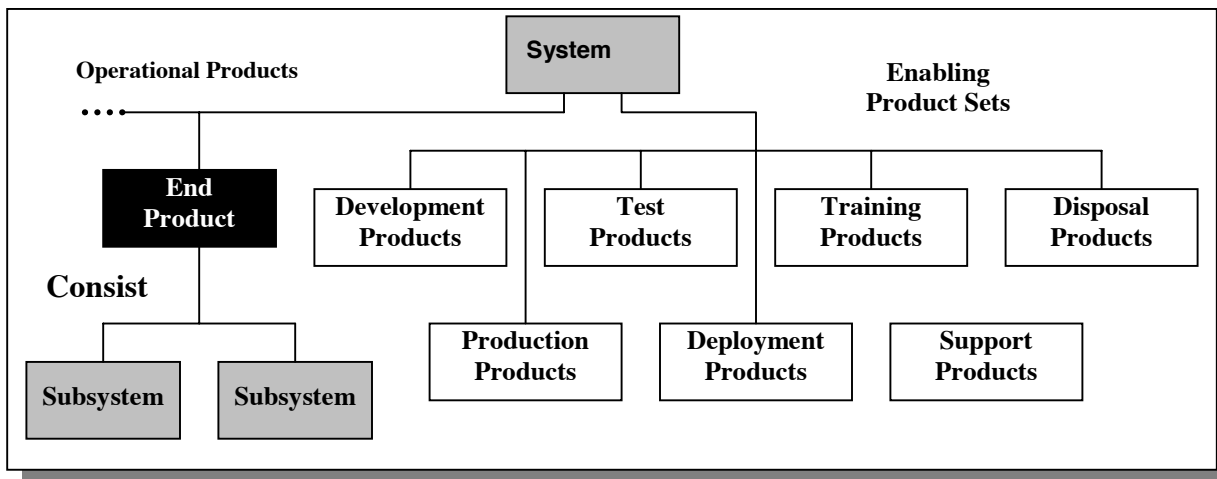 System
Operational Products
Enabling
Product Sets
End
Product
Development
Products
Test
Products
Training
Products
Disposal
Products
Consist
Production
Products
Deployment
Products
Support
Products
Subsystem
Subsystem